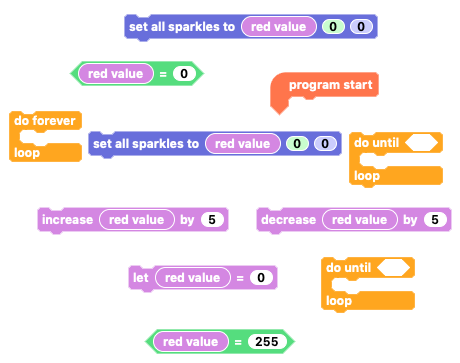 set all sparkles to red value 0 0
red value = 0
program start
do forever
loop
set all sparkles to red value 0 0
do until
loop
increase red value by 5
decrease red value by 5
let red value = 0
do until
loop
red value = 255